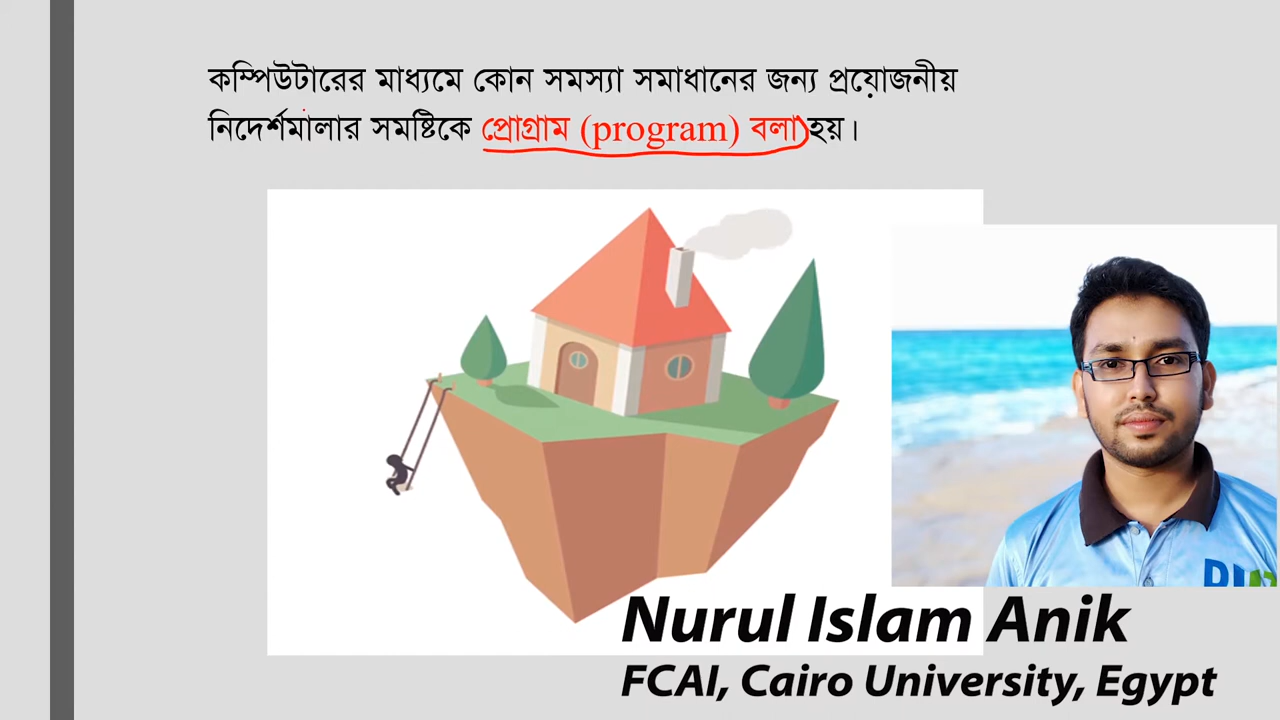 কম্পিউটারের মাধ্যমে কোন সমস্যা সমাধানের জন্য প্রয়োজনীয়
নিদের্শমালার সমষ্টিকে প্রোগ্রাম (program) বলা হয়।
Nurul Islam Anik
FCAI, Cairo University, Egypt